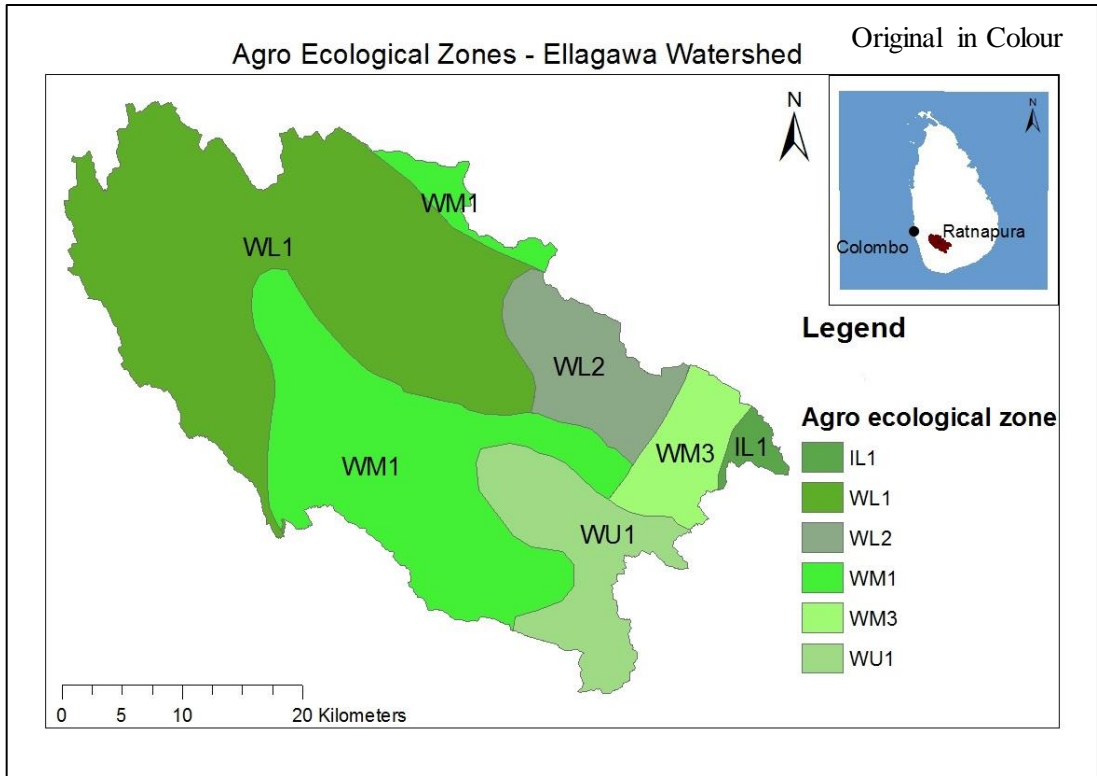 Original in Colour
Agro Ecological Zones - Ellagawa Watershed
N
N
Ratnapura
Colombo
WM1
WL1
WL2
WM3
IL1
WM1
WU1
Legend
Agro ecological zone
IL1
WL1
WL2
WM1
WM3
WU1
0 5 10 20 Kilometers